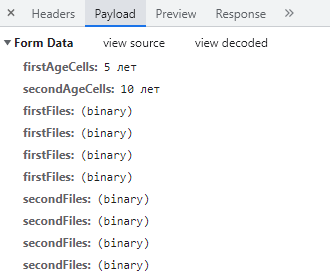 Headers Payload Preview Response
Form Data view source view decoded
firstAgeCells: 5 лет
secondAgeCells: 10 лет
firstFiles: (binary)
firstFiles: (binary)
firstFiles: (binary)
firstFiles: (binary)
secondFiles: (binary)
secondFiles: (binary)
secondFiles: (binary)
secondFiles: (binary)